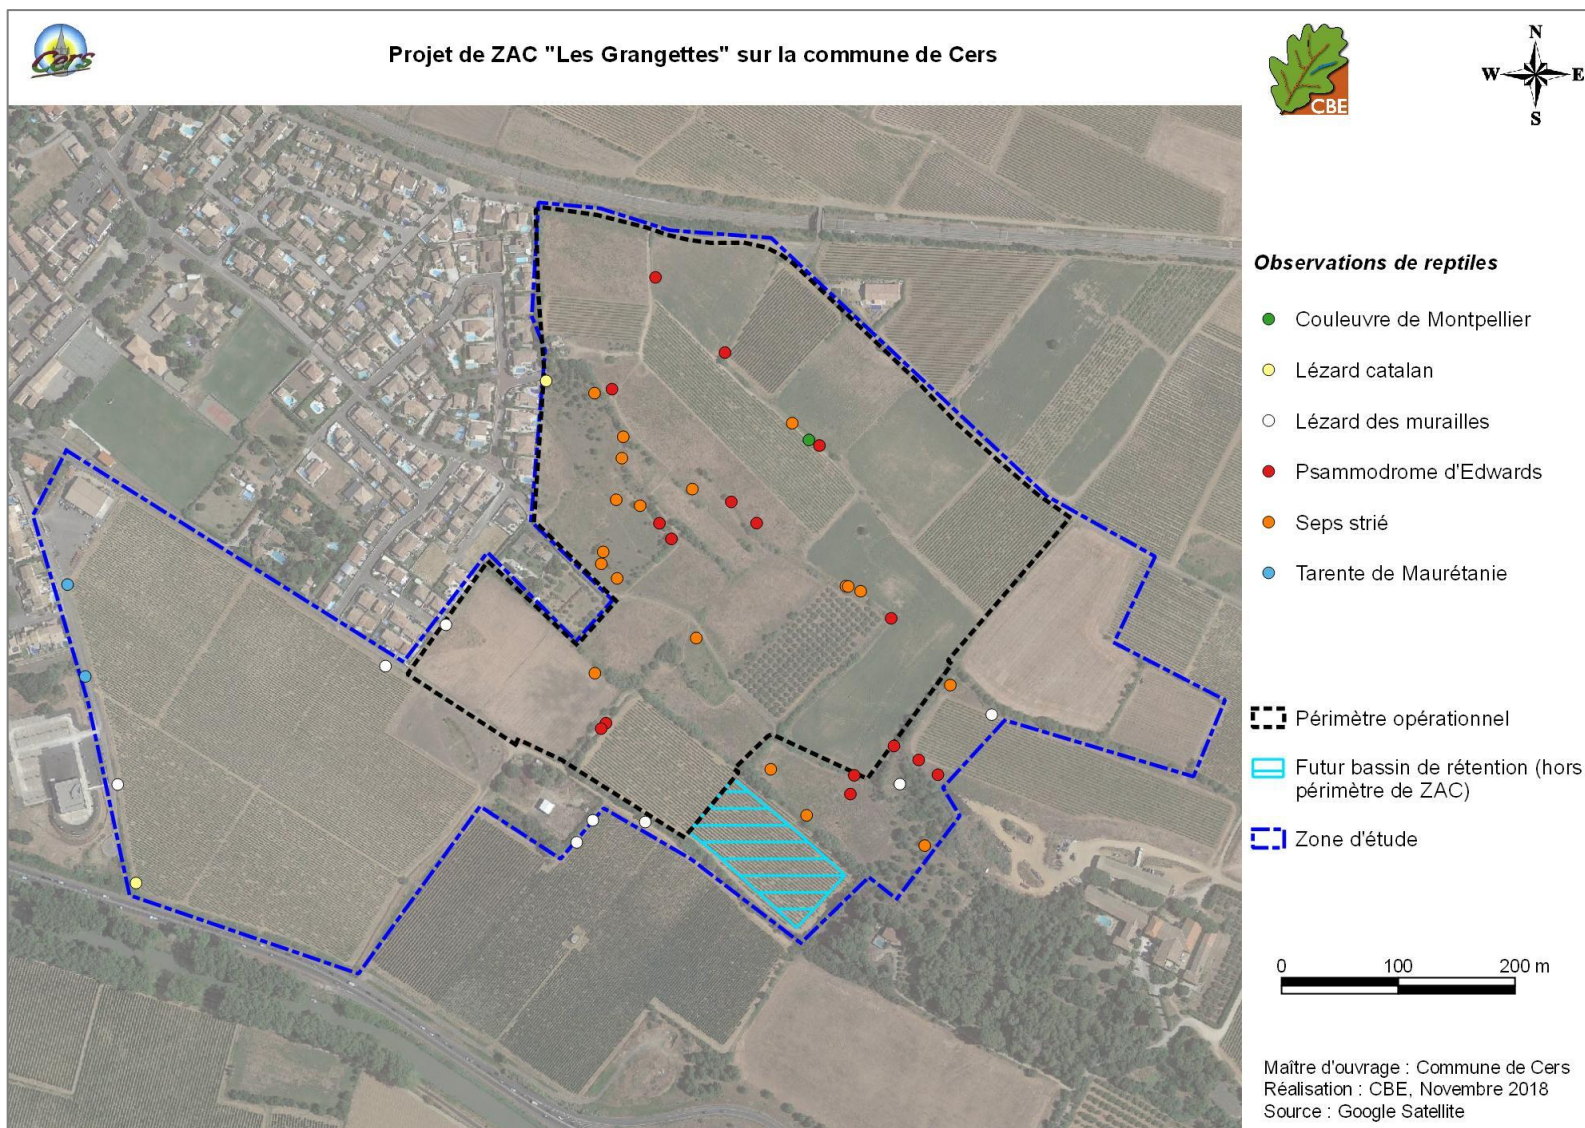 Cers
Projet de ZAC "Les Grangettes" sur la commune de Cers
CBE
N
W E
S
Observations de reptiles
Couleuvre de Montpellier
Lézard catalan
Lézard des murailles
Psammodrome d'Edwards
Seps strié
Tarente de Maurétanie
Périmètre opérationnel
Futur bassin de rétention (hors
périmètre de ZAC)
Zone d'étude
0 100 200 m
Maître d'ouvrage : Commune de Cers
Réalisation : CBE, Novembre 2018
Source : Google Satellite